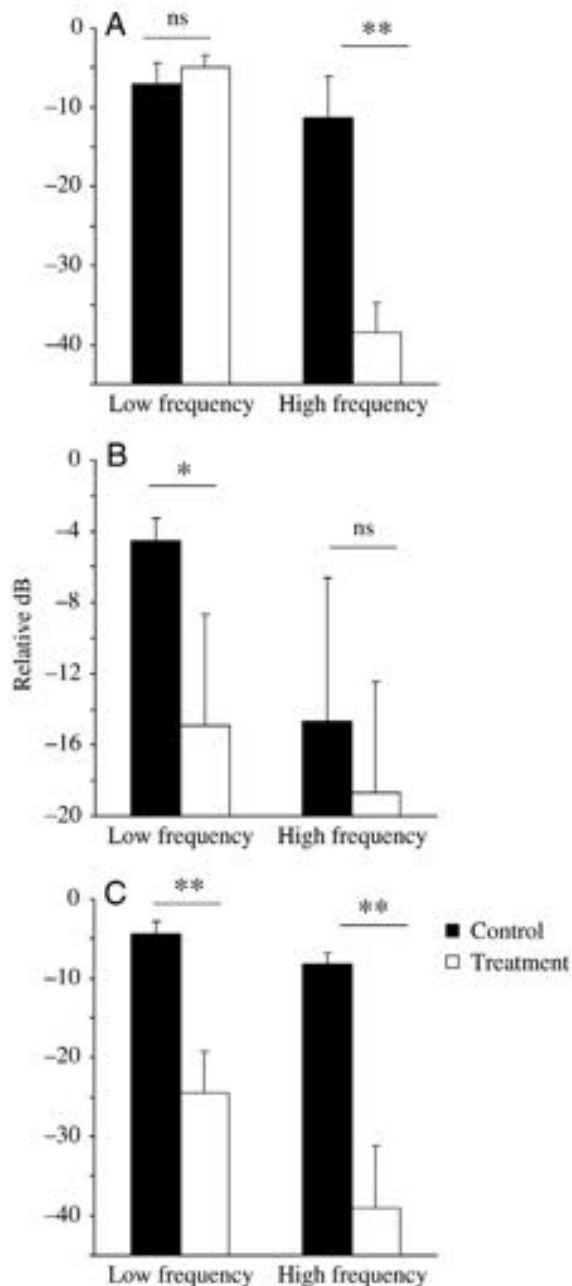 A
ns
**
0
–10
–20
–30
–40
Low frequency High frequency
B
*
ns
0
–4
–8
–12
–16
–20
Relative dB
Low frequency High frequency
C
**
**
0
–10
–20
–30
–40
Control
Treatment
Low frequency High frequency